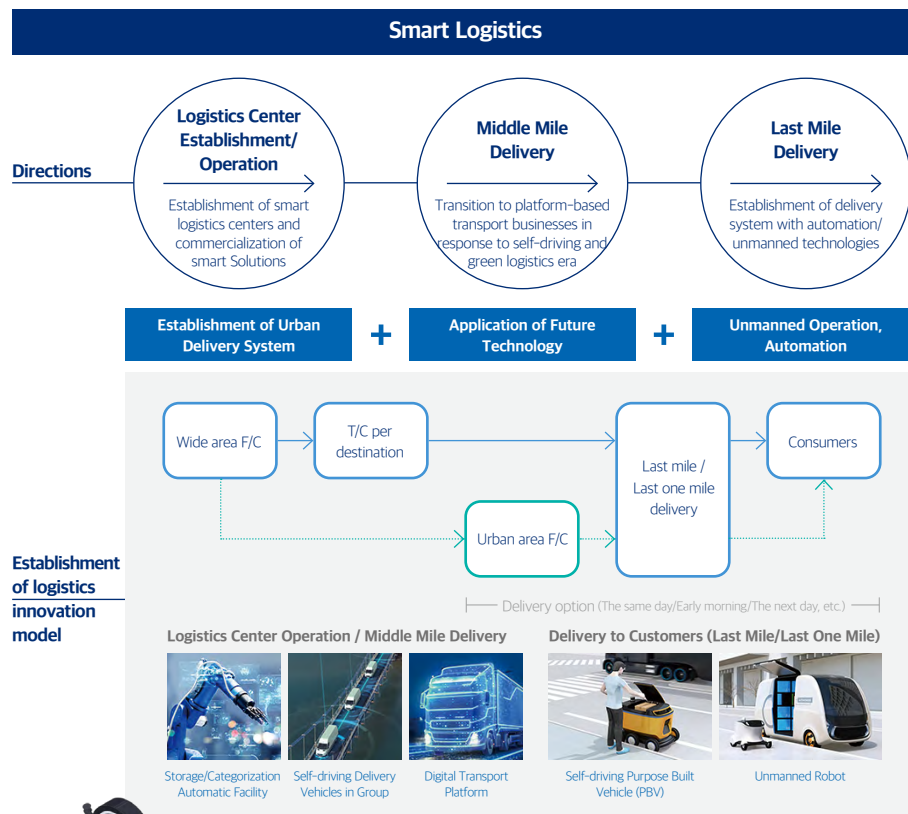 Smart Logistics
Directions
Logistics Center
Establishment/
Operation
Establishment of smart
logistics centers and
commercialization of
smart Solutions
Middle Mile
Delivery
Transition to platform-based
transport businesses in
response to self-driving and
green logistics era
Last Mile
Delivery
Establishment of delivery
system with automation/
unmanned technologies
Establishment of Urban
Delivery System
+
Application of Future
Technology
+
Unmanned Operation,
Automation
Establishment
of logistics
innovation
model
Wide area F/C
T/C per
destination
Urban area F/C
Last mile /
Last one mile
delivery
Consumers
Delivery option (The same day/Early morning/The next day, etc.)
Logistics Center Operation / Middle Mile Delivery
Storage/Categorization
Automatic Facility
Self-driving Delivery
Vehicles in Group
Digital Transport
Platform
Delivery to Customers (Last Mile/Last One Mile)
Self-driving Purpose Built
Vehicle (PBV)
Unmanned Robot